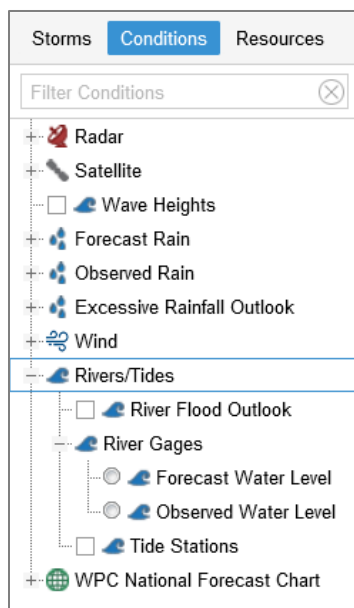 Storms Conditions Resources
Filter Conditions
Radar
Satellite
Wave Heights
Forecast Rain
Observed Rain
Excessive Rainfall Outlook
Wind
Rivers/Tides
River Flood Outlook
River Gages
Forecast Water Level
Observed Water Level
Tide Stations
WPC National Forecast Chart